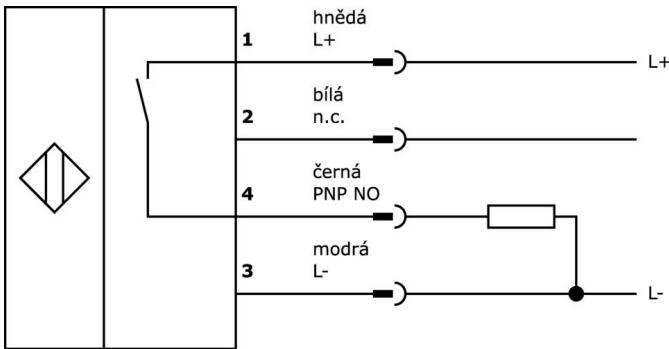 hnědá
1 L+ L+
bílá
2 n.c.
černá
4 PNP NO
modrá
3 L- L-